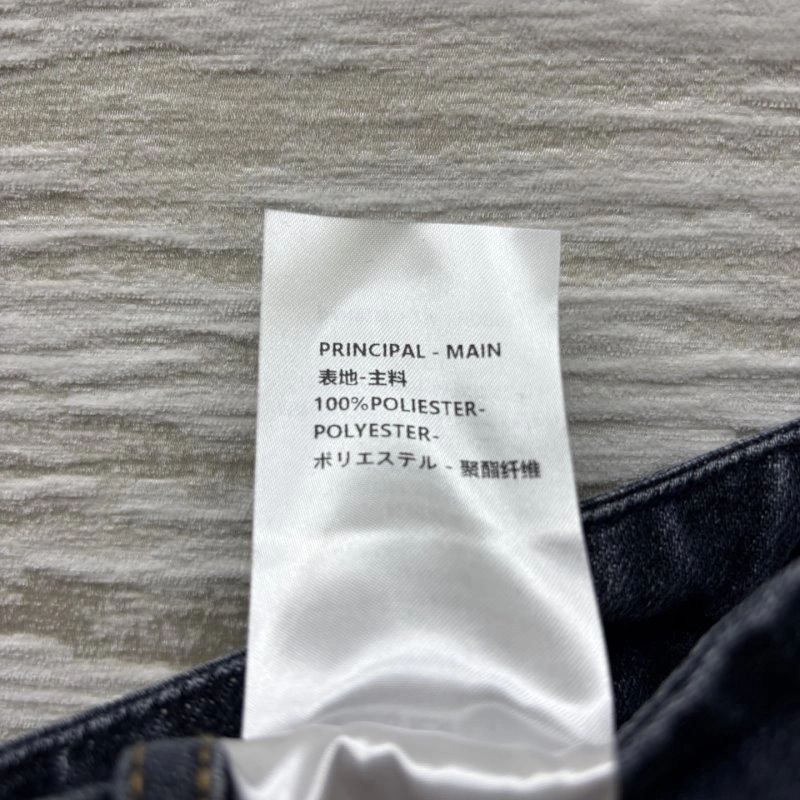 PRINCIPAL - MAIN
表地-主料
100%POLIESTER-
POLYESTER-
ポリエステル - 聚酯纤维